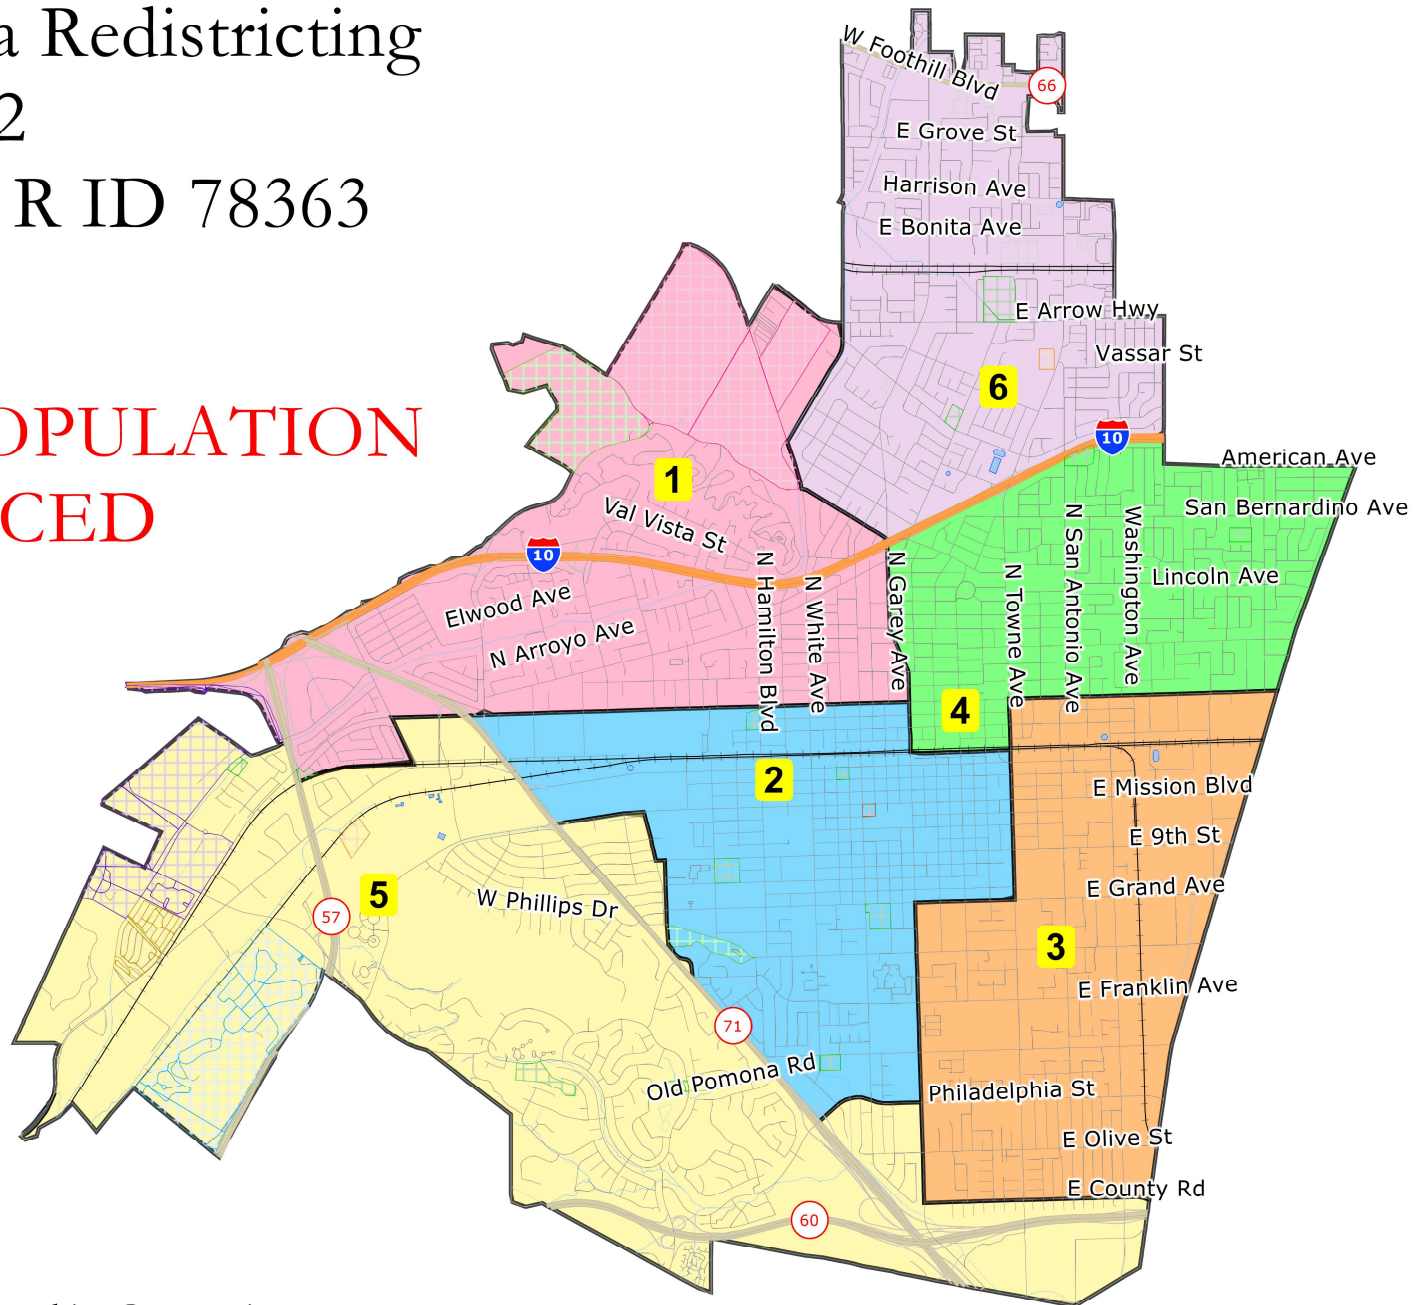 a Redistricting
2
R ID 78363
OPULATION
CED
W Foothill Blvd
66
E Grove St
Harrison Ave
E Bonita Ave
E Arrow Hwy
Vassar St
6
10
American Ave
San Bernardino Ave
1
Val Vista St
10
Elwood Ave
N Arroyo Ave
N Hamilton Blvd
N White Ave
N Garey Ave
N Towne Ave
N San Antonio Ave
Washington Ave
Lincoln Ave
4
2
E Mission Blvd
E 9th St
E Grand Ave
5
W Phillips Dr
57
3
E Franklin Ave
71
Old Pomona Rd
Philadelphia St
E Olive St
E County Rd
60